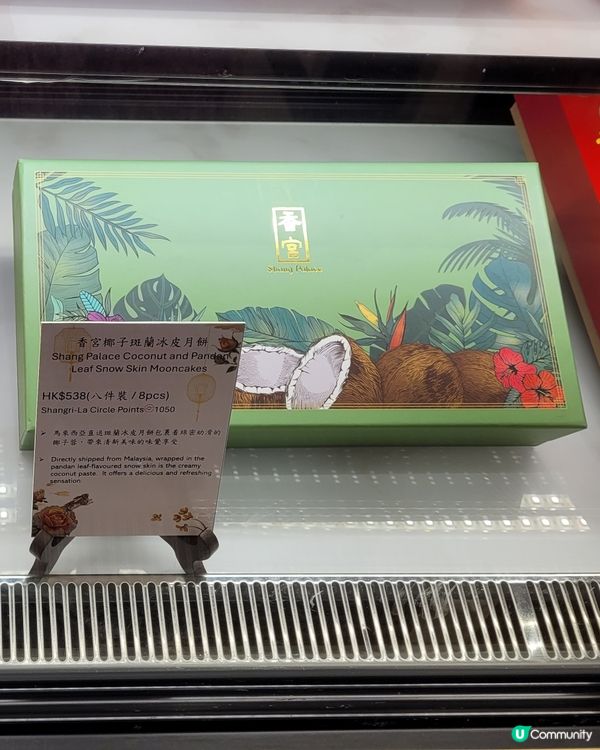 香宮
Shang Palace
香宮椰子斑蘭冰皮月餅
Shang Palace Coconut and Pandan
Leaf Snow Skin Mooncakes
HK$538(八件裝 / 8pcs)
Shangri-La Circle Points 1050
➢ 馬來西亞直送斑蘭冰皮月餅包裹着綿密幼滑的
椰子蓉，帶來清新美味的味覺享受
➢ Directly shipped from Malaysia, wrapped in the
pandan leaf-flavoured snow skin is the creamy
coconut paste. It offers a delicious and refreshing
sensation
U Community